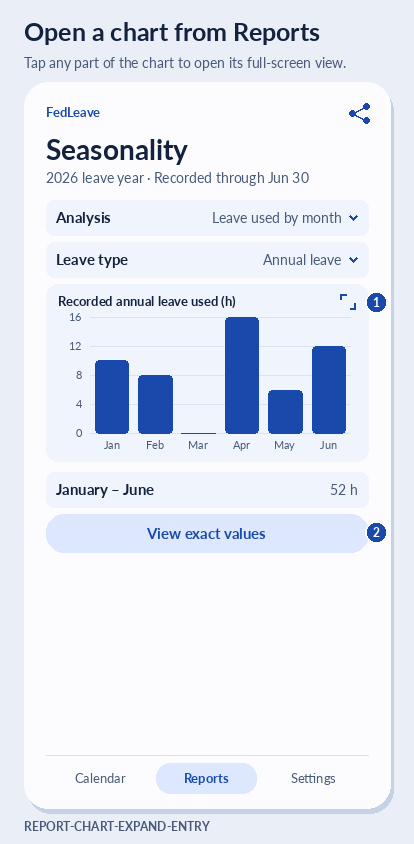 Open a chart from Reports
Tap any part of the chart to open its full-screen view.
FedLeave
Seasonality
2026 leave year · Recorded through Jun 30
Analysis Leave used by month
Leave type Annual leave
Recorded annual leave used (h)
1
16
12
8
4
0
Jan Feb Mar Apr May Jun
January – June 52 h
View exact values
2
Calendar Reports Settings
REPORT-CHART-EXPAND-ENTRY